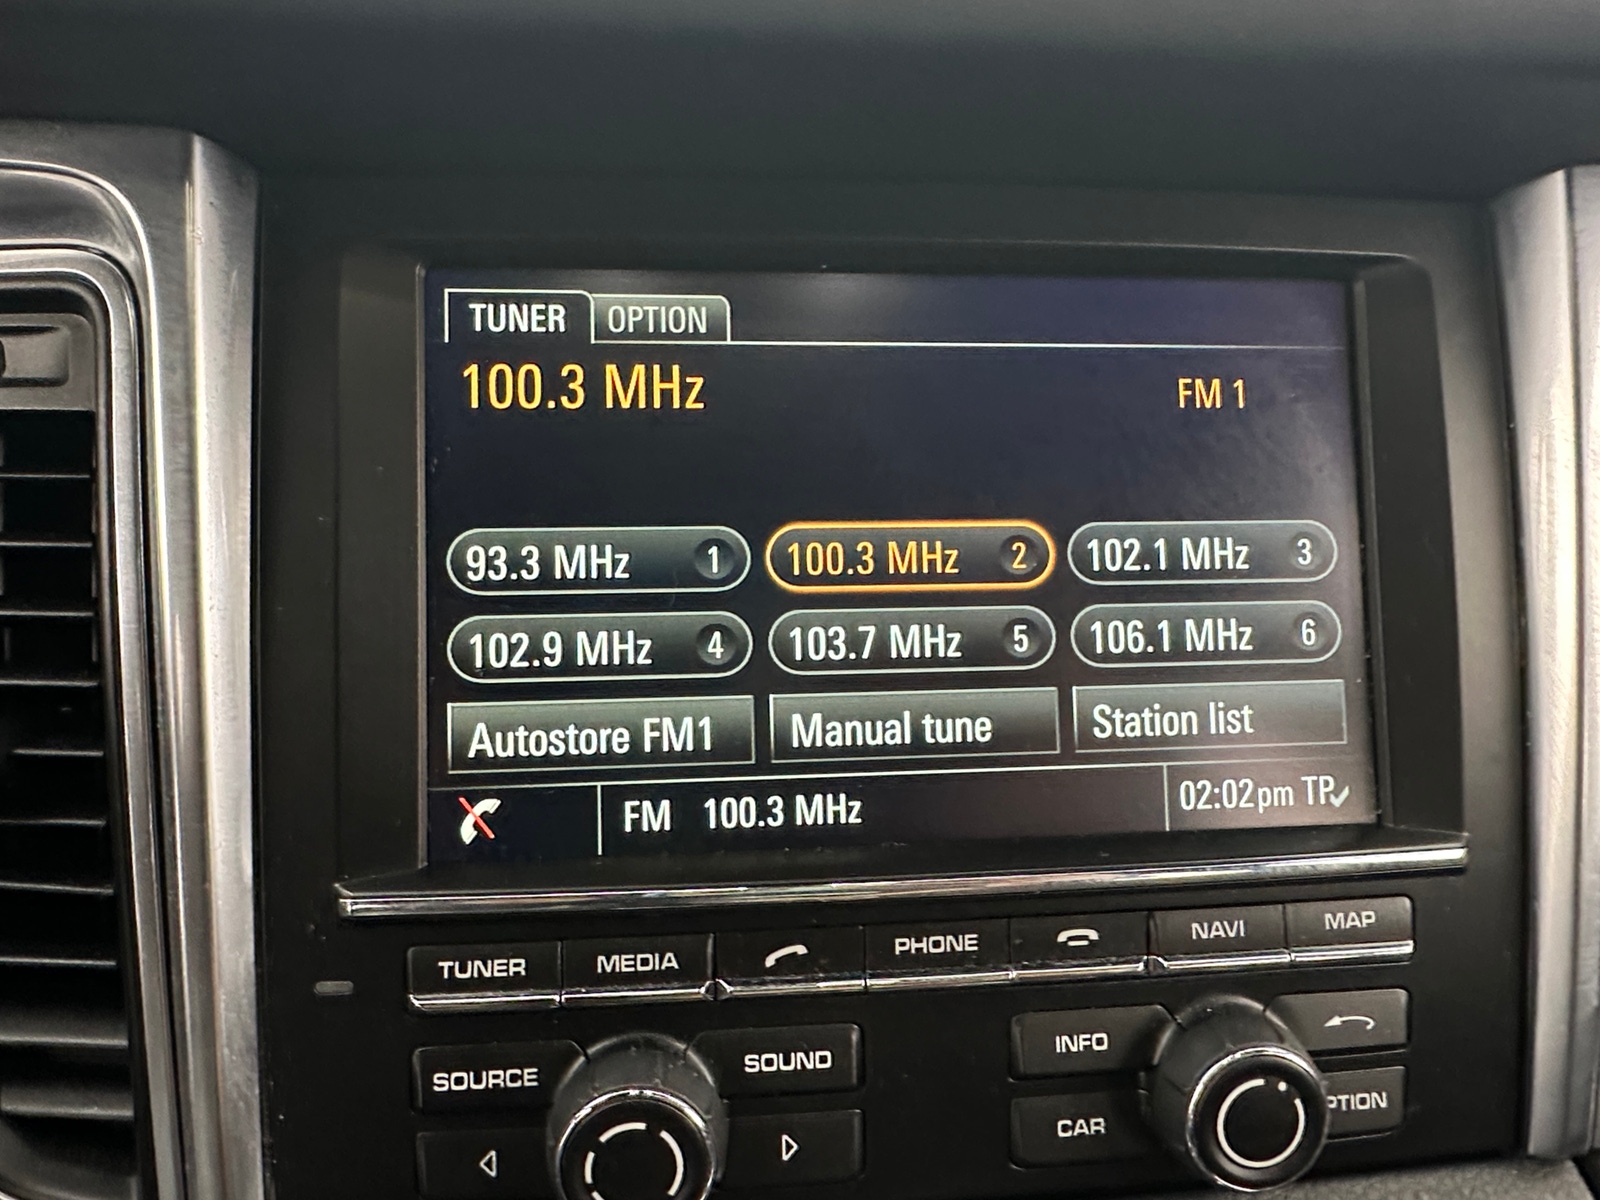 TUNER OPTION
100.3 MHz FM 1
93.3 MHz 1 100.3 MHz 2 102.1 MHz 3
102.9 MHz 4 103.7 MHz 5 106.1 MHz 6
Autostore FM1 Manual tune Station list
FM 100.3 MHz 02:02pm TP
TUNER MEDIA PHONE NAVI MAP
SOURCE SOUND INFO
CAR PTION